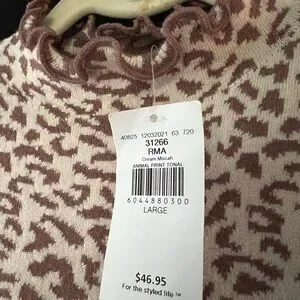 40825 12032021 63 720
31266
RMA
Cream Mocah
ANIMAL PRINT TONAL
6044880300
LARGE
$46.95
For the styled life ™